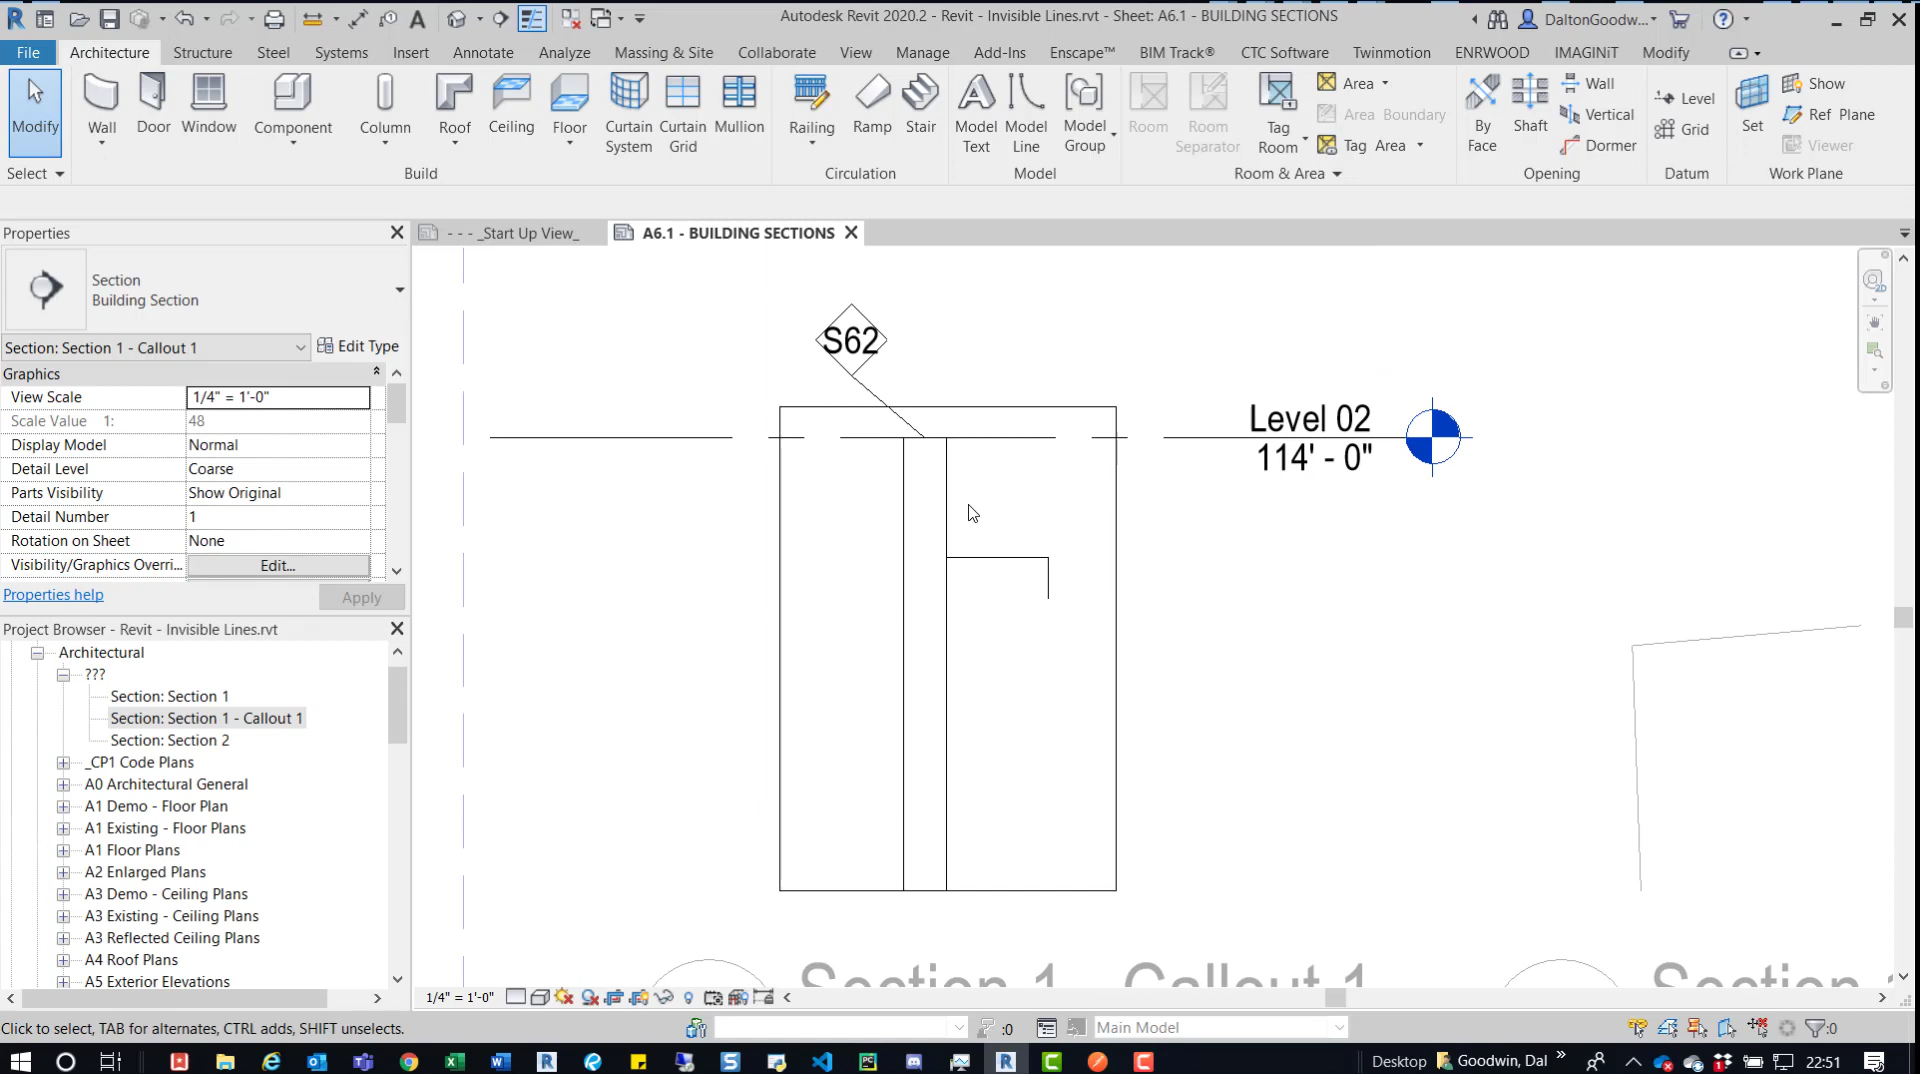 Autodesk Revit 2020.2 - Revit - Invisible Lines.rvt - Sheet: A6.1 - BUILDING SECTIONS
DaltonGoodw...
File Architecture Structure Steel Systems Insert Annotate Analyze Massing & Site Collaborate View Manage Add-Ins Enscape™ BIM Track® CTC Software Twinmotion ENRWOOD IMAGINiT Modify
Modify
Wall
Door
Window
Component
Column
Roof
Ceiling
Floor
Curtain System
Curtain Grid
Mullion
Railing
Ramp
Stair
Model Text
Model Line
Model Group
Room
Room Separator
Tag Room
Area
Area Boundary
Tag Area
By Face
Shaft
Wall
Vertical
Dormer
Level
Grid
Set
Show
Ref Plane
Viewer
Select Build Circulation Model Room & Area Opening Datum Work Plane
Properties
- - - _Start Up View_
A6.1 - BUILDING SECTIONS
Section
Building Section
Section: Section 1 - Callout 1
Edit Type
Graphics
View Scale 1/4" = 1'-0"
Scale Value 1: 48
Display Model Normal
Detail Level Coarse
Parts Visibility Show Original
Detail Number 1
Rotation on Sheet None
Visibility/Graphics Overri... Edit...
Properties help
Apply
Project Browser - Revit - Invisible Lines.rvt
Architectural
???
Section: Section 1
Section: Section 1 - Callout 1
Section: Section 2
_CP1 Code Plans
A0 Architectural General
A1 Demo - Floor Plan
A1 Existing - Floor Plans
A1 Floor Plans
A2 Enlarged Plans
A3 Demo - Ceiling Plans
A3 Existing - Ceiling Plans
A3 Reflected Ceiling Plans
A4 Roof Plans
A5 Exterior Elevations
S62
Level 02
114' - 0"
2D
Section 1 - Callout 1
Section
1/4" = 1'-0"
Click to select, TAB for alternates, CTRL adds, SHIFT unselects.
:0
Main Model
:0
Desktop
Goodwin, Dal
22:51